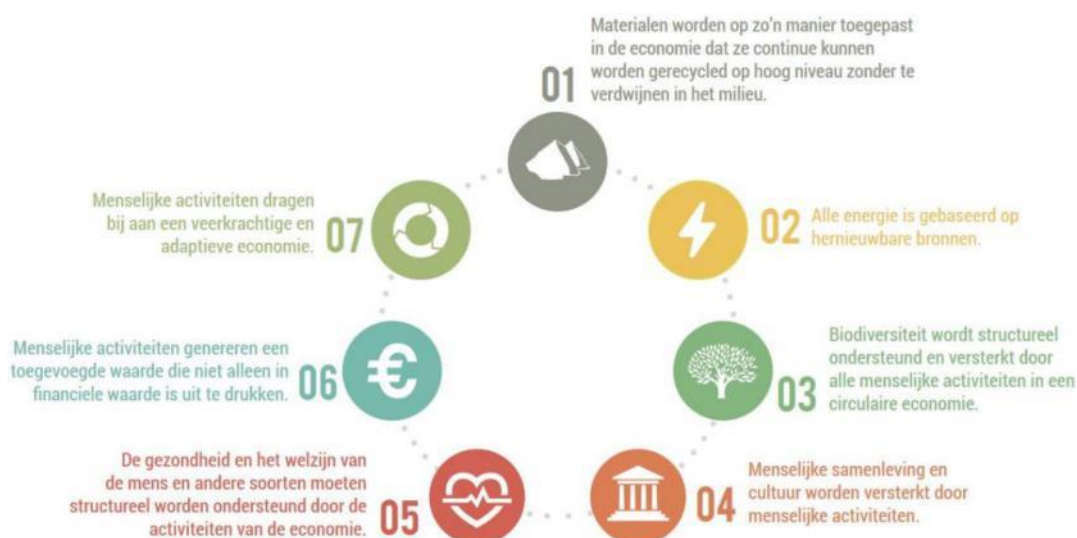 01
Materialen worden op zo'n manier toegepast
in de economie dat ze continue kunnen
worden gerecycled op hoog niveau zonder te
verdwijnen in het milieu.
02
Alle energie is gebaseerd op
hernieuwbare bronnen.
03
Biodiversiteit wordt structureel
ondersteund en versterkt door
alle menselijke activiteiten in een
circulaire economie.
04
Menselijke samenleving en
cultuur worden versterkt door
menselijke activiteiten.
05
De gezondheid en het welzijn van
de mens en andere soorten moeten
structureel worden ondersteund door de
activiteiten van de economie.
06
Menselijke activiteiten genereren een
toegevoegde waarde die niet alleen in
financiele waarde is uit te drukken.
07
Menselijke activiteiten dragen
bij aan een veerkrachtige en
adaptieve economie.
€